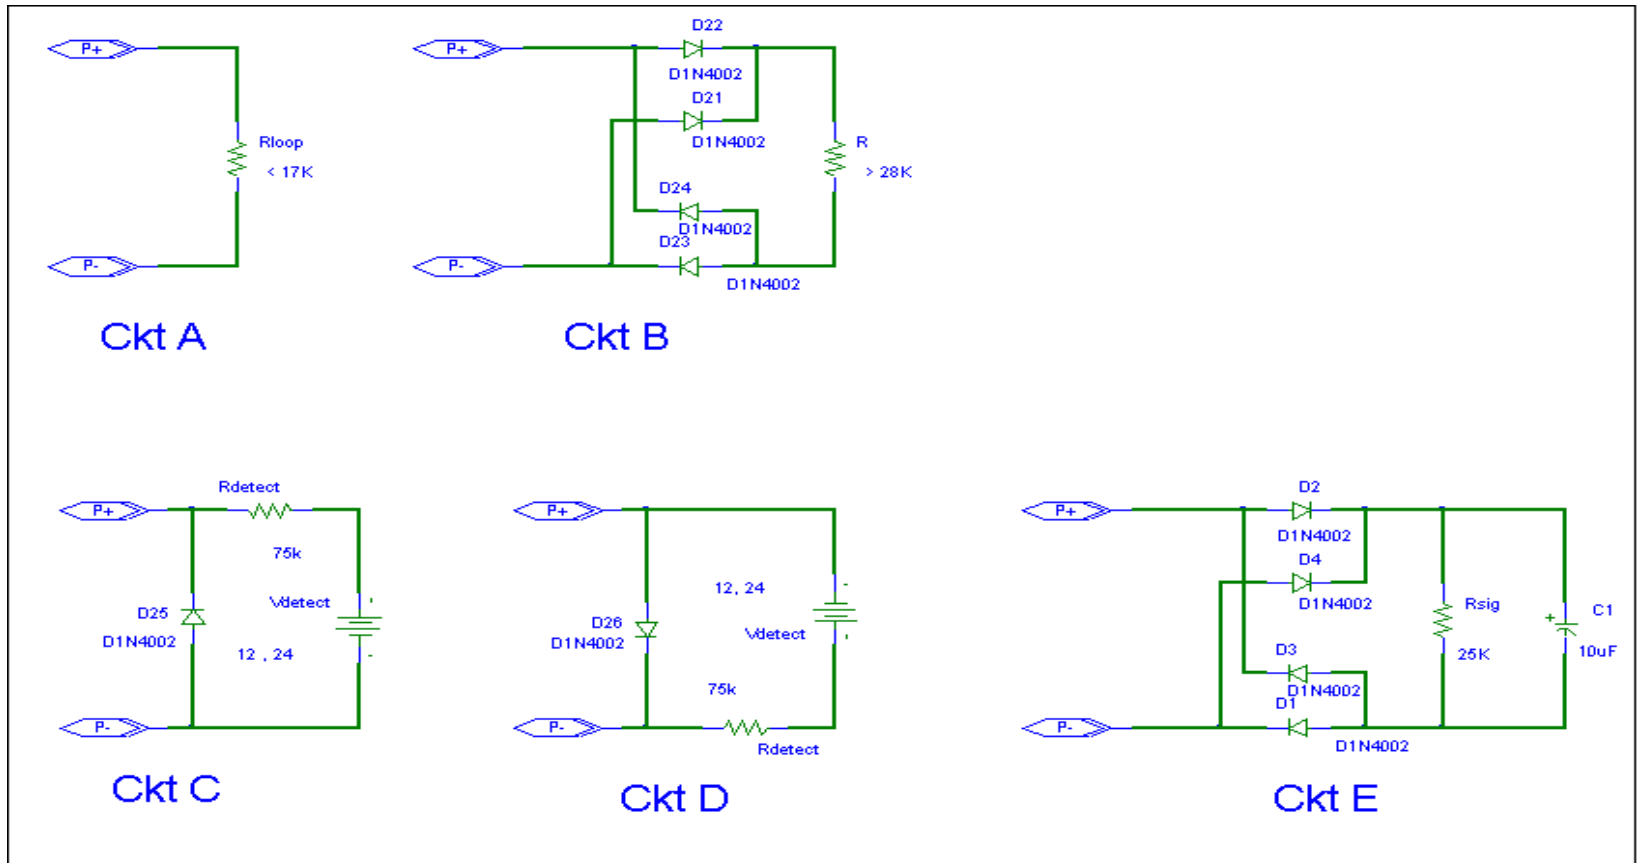 P+
Rloop
< 17K
P-
Ckt A
P+
D22
D1N4002
D21
D1N4002
R
> 28K
D24
D1N4002
D23
P-
D1N4002
Ckt B
Rdetect
P+
75k
Vdetect
D25
D1N4002
12 , 24
P-
Ckt C
P+
12, 24
D26
D1N4002
Vdetect
75k
P-
Rdetect
Ckt D
D2
P+
D1N4002
D4
D1N4002
Rsig
C1
25K
10uF
D3
D1N4002
D1
P-
D1N4002
Ckt E